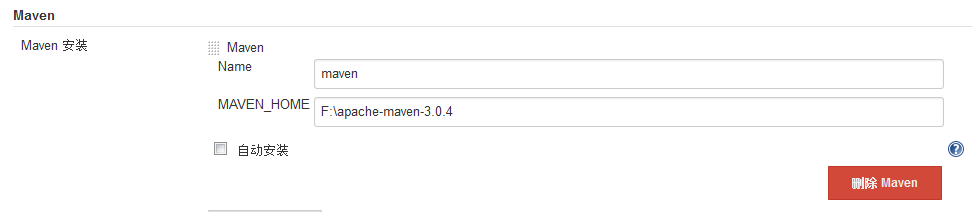 Maven
Maven 安装
Maven
Name
maven
MAVEN_HOME
F:\apache-maven-3.0.4
自动安装
删除 Maven